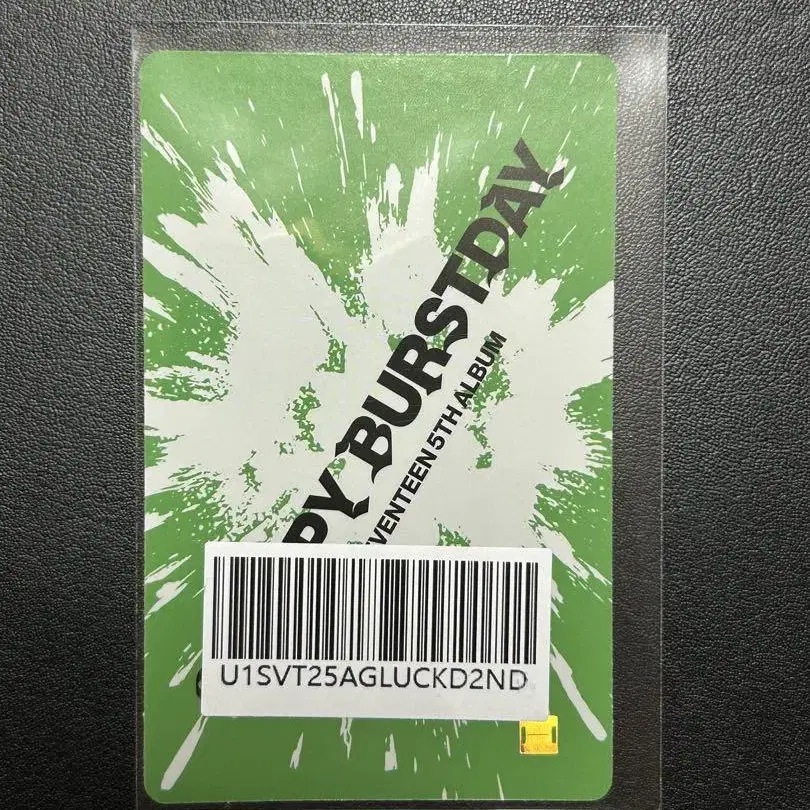 PY BURSTDAY
VENTEEN 5TH ALBUM
U1SVT25AGLUCKD2ND